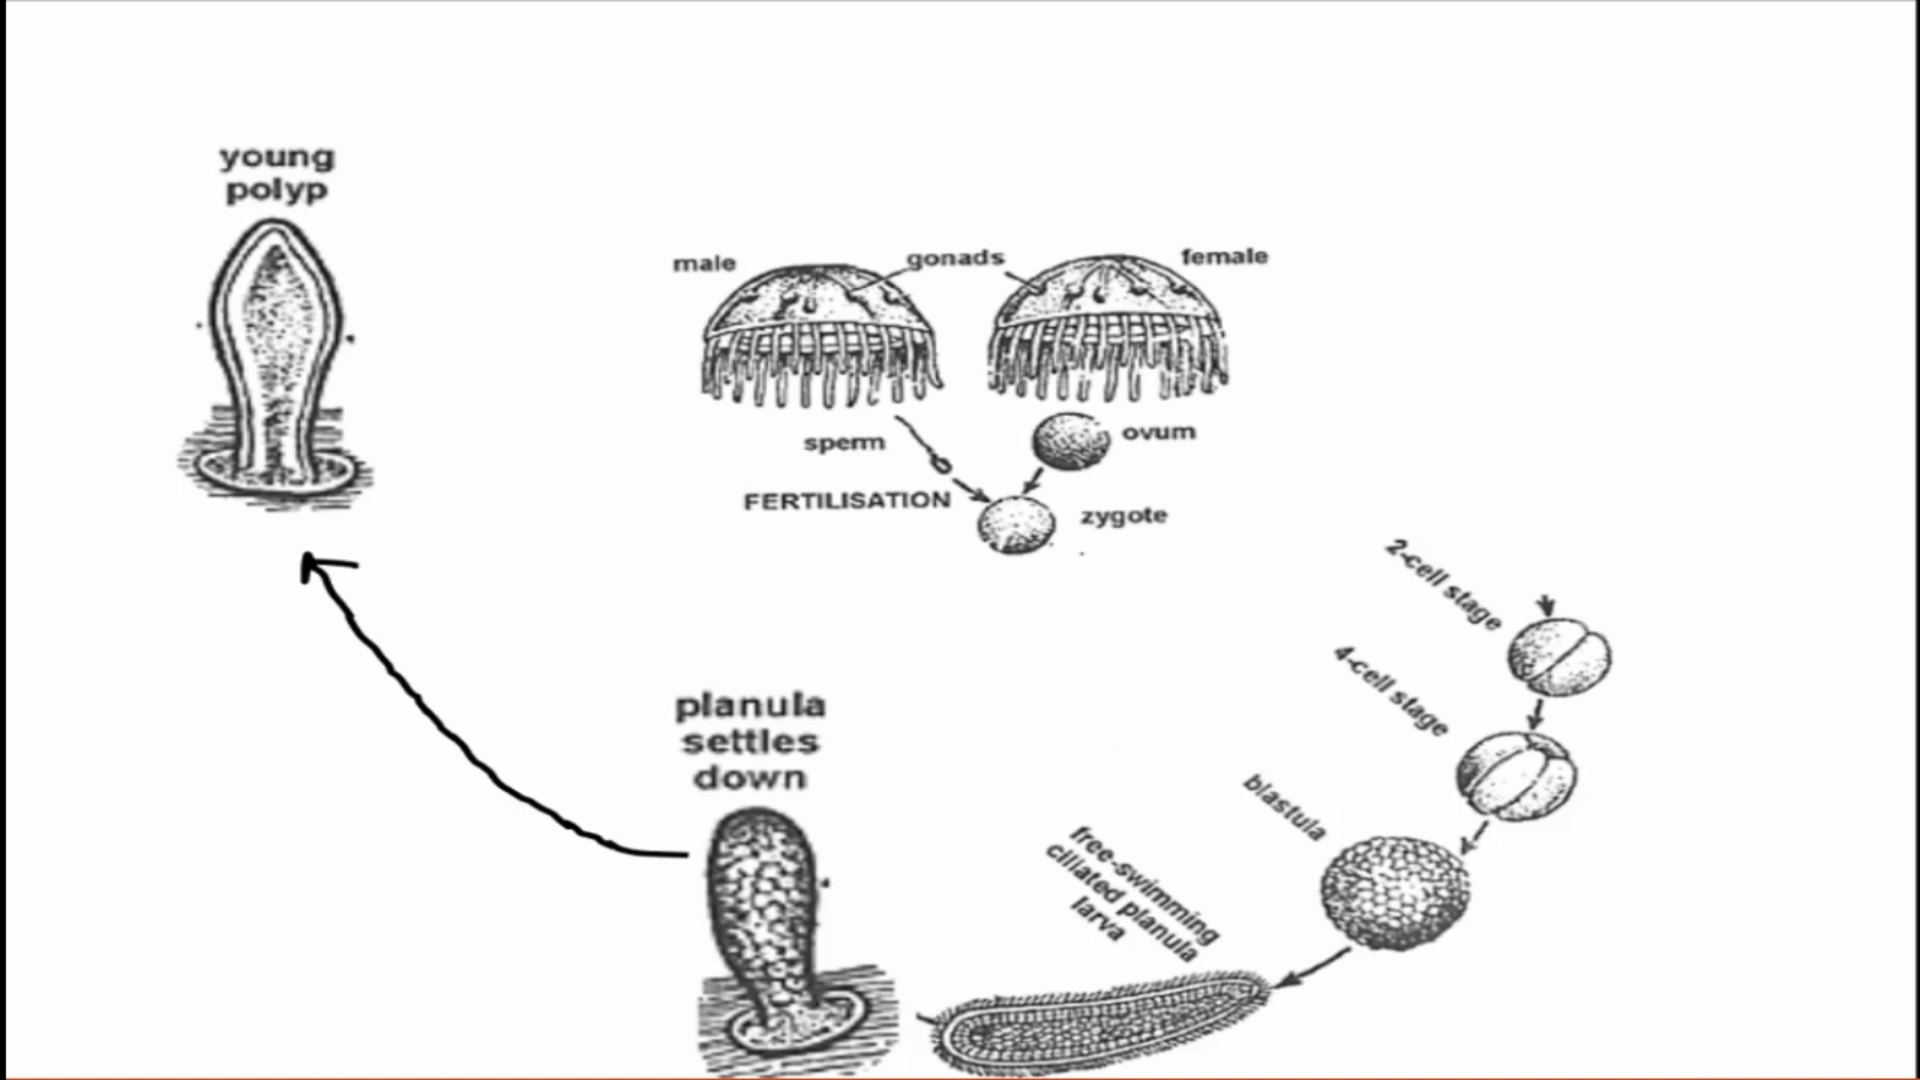 young
polyp
male
gonads
female
sperm
ovum
FERTILISATION
zygote
2-cell stage
4-cell stage
blastula
free-swimming
ciliated planula
larva
planula
settles
down